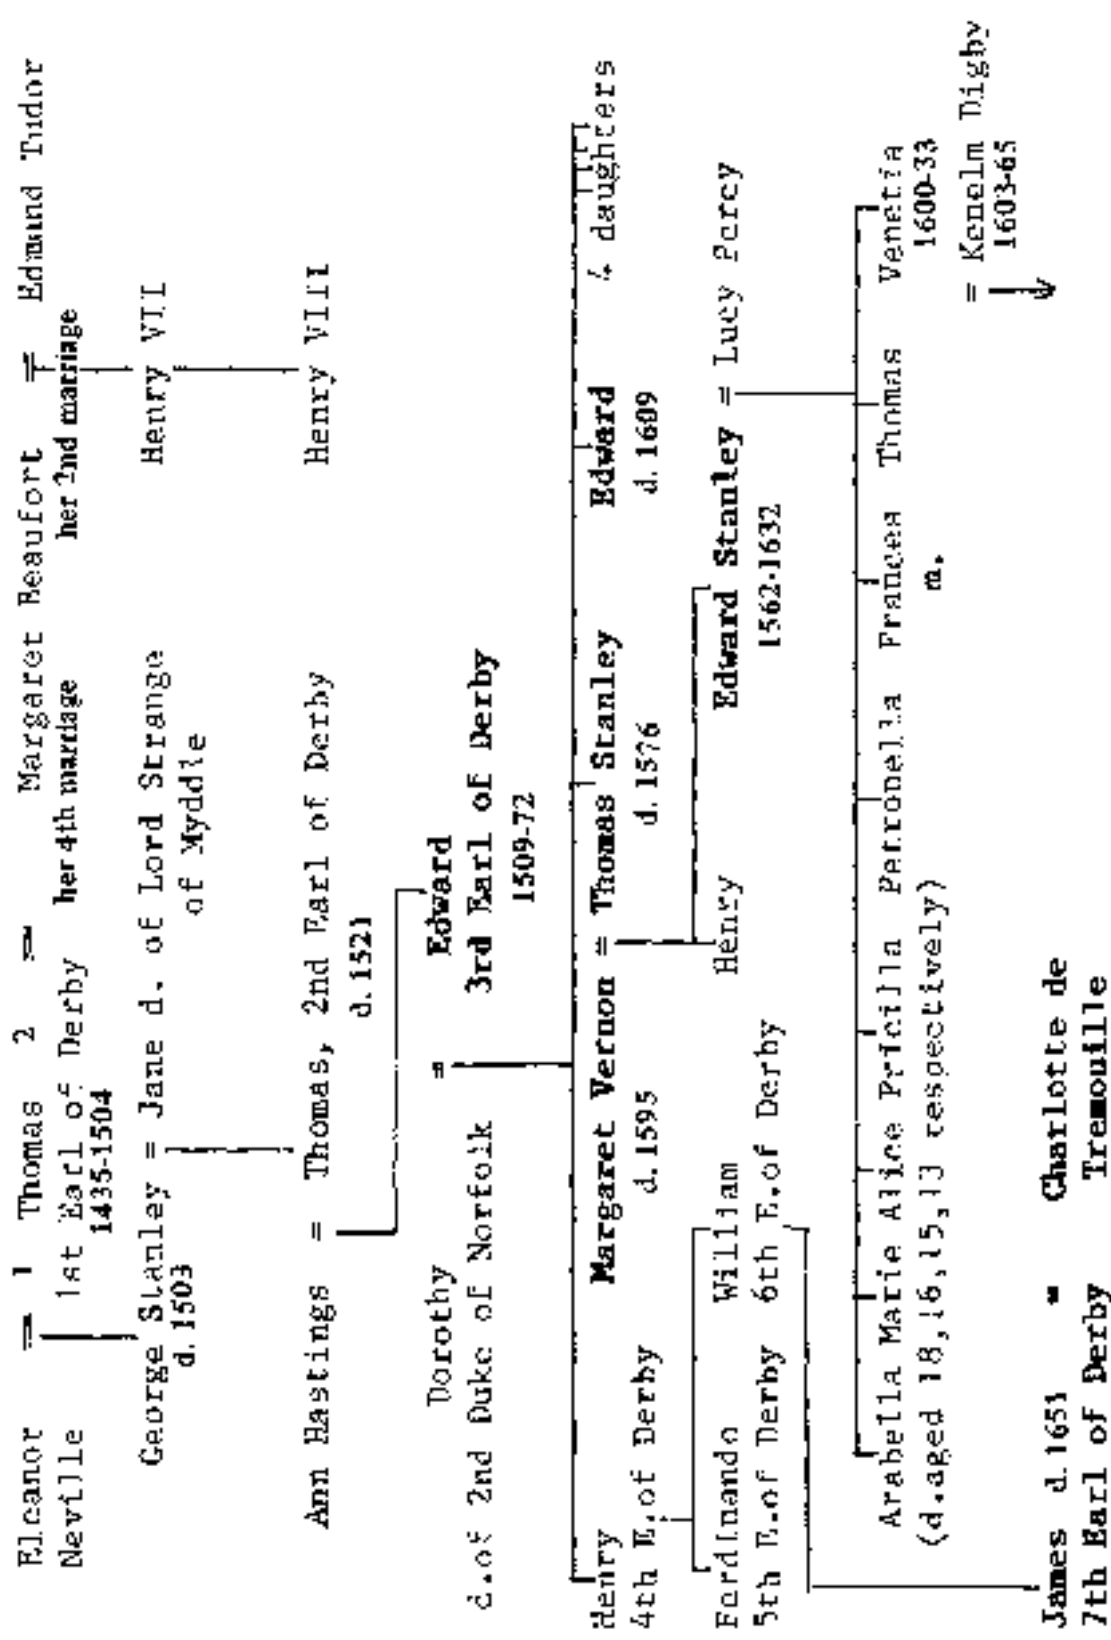 Eleanor = 1 Thomas 2 = Margaret Beaufort = Edmund Tudor
Neville 1st Earl of Derby her 4th marriage her 2nd marriage
1435-1504
George Stanley = Jane d. of Lord Strange Henry VII
d. 1503 of Myddle
Ann Hastings = Thomas, 2nd Earl of Derby Henry VIII
d. 1521
Dorothy = Edward
d.of 2nd Duke of Norfolk 3rd Earl of Derby
1509-72
Henry Margaret Vernon = Thomas Stanley Edward 4 daughters
4th E.of Derby d. 1595 d. 1576 d. 1609
Ferdinando William Henry Edward Stanley = Lucy Percy
5th E.of Derby 6th E.of Derby 1562-1632
Arabella Marie Alice Pricilla Petronella Frances Thomas Venetia
(d.aged 18,16,15,13 respectively) m. 1600-33
= Kenelm Digby
1603-65
James d.1651 = Charlotte de
7th Earl of Derby Tremouille